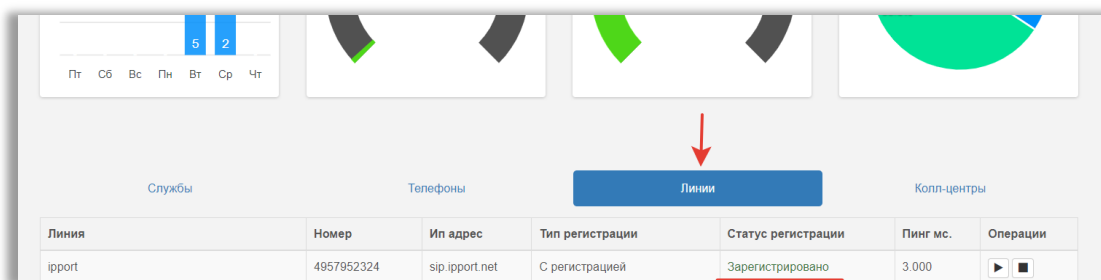 5 2
Пт Сб Вс Пн Вт Ср Чт
Службы Телефоны Линии Колл-центры
Линия Номер Ип адрес Тип регистрации Статус регистрации Пинг мс. Операции
ipport 4957952324 sip.ipport.net С регистрацией Зарегистрировано 3.000